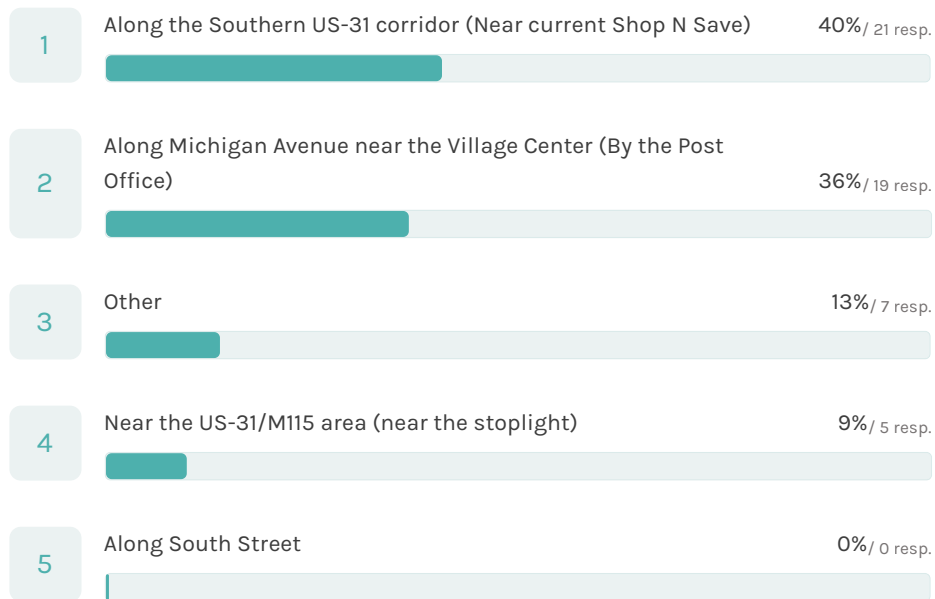 1
Along the Southern US-31 corridor (Near current Shop N Save)
40%/ 21 resp.
2
Along Michigan Avenue near the Village Center (By the Post
Office)
36%/ 19 resp.
3
Other
13%/ 7 resp.
4
Near the US-31/M115 area (near the stoplight)
9%/ 5 resp.
5
Along South Street
0%/ 0 resp.